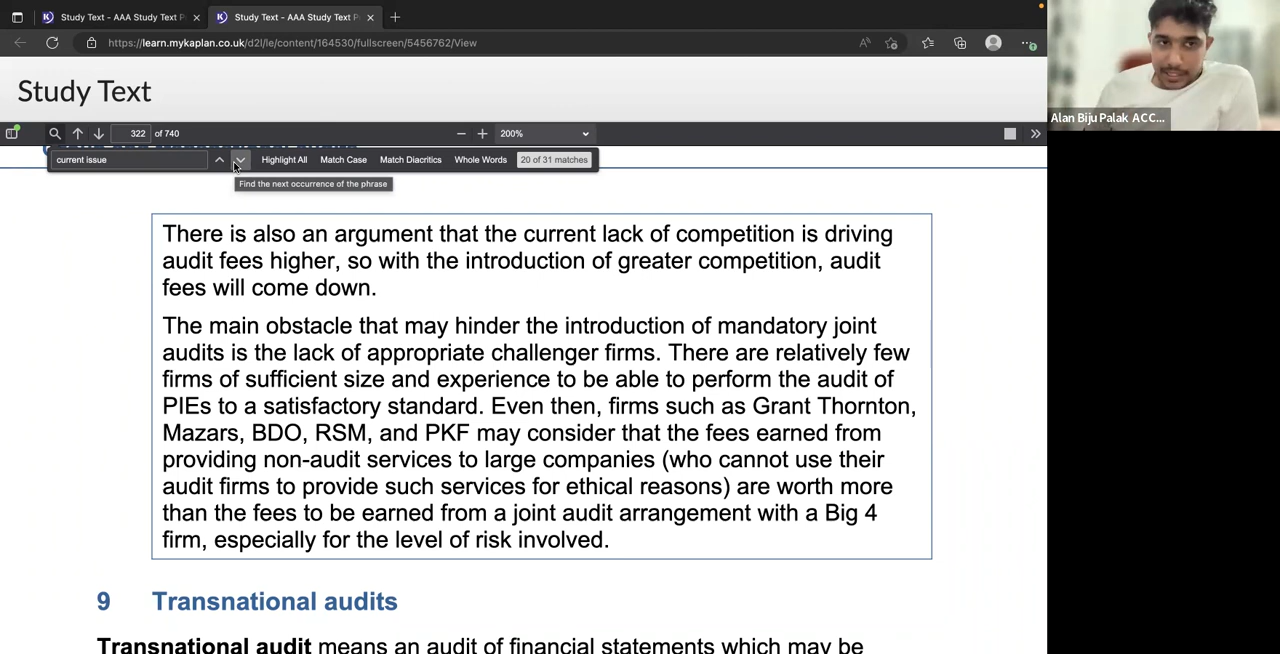 Study Text - AAA Study Text P
Study Text - AAA Study Text P
https://learn.mykaplan.co.uk/d2l/le/content/164530/fullscreen/5456762/View
Study Text
322 of 740
200%
current issue
Highlight All
Match Case
Match Diacritics
Whole Words
20 of 31 matches
Find the next occurrence of the phrase
Alan Biju Palak ACC...
There is also an argument that the current lack of competition is driving
audit fees higher, so with the introduction of greater competition, audit
fees will come down.
The main obstacle that may hinder the introduction of mandatory joint
audits is the lack of appropriate challenger firms. There are relatively few
firms of sufficient size and experience to be able to perform the audit of
PIEs to a satisfactory standard. Even then, firms such as Grant Thornton,
Mazars, BDO, RSM, and PKF may consider that the fees earned from
providing non-audit services to large companies (who cannot use their
audit firms to provide such services for ethical reasons) are worth more
than the fees to be earned from a joint audit arrangement with a Big 4
firm, especially for the level of risk involved.
9 Transnational audits
Transnational audit means an audit of financial statements which may be